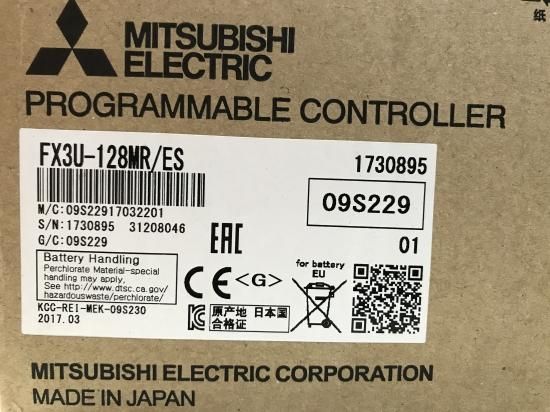 纸
MITSUBISHI
ELECTRIC
PROGRAMMABLE CONTROLLER
FX3U-128MR/ES
1730895
M/C:09S22917032201
09S229
S/N:1730895 31208046
G/C:09S229
EAC
01
Battery Handling
Perchlorate Material-special
handling may apply.
See http://www.dtsc.ca.gov/
hazardouswaste/perchlorate/
CE <G>
for battery
EU
KCC-REI-MEK-09S230
2017.03
原产地 日本国
合格证
MITSUBISHI ELECTRIC CORPORATION
MADE IN JAPAN